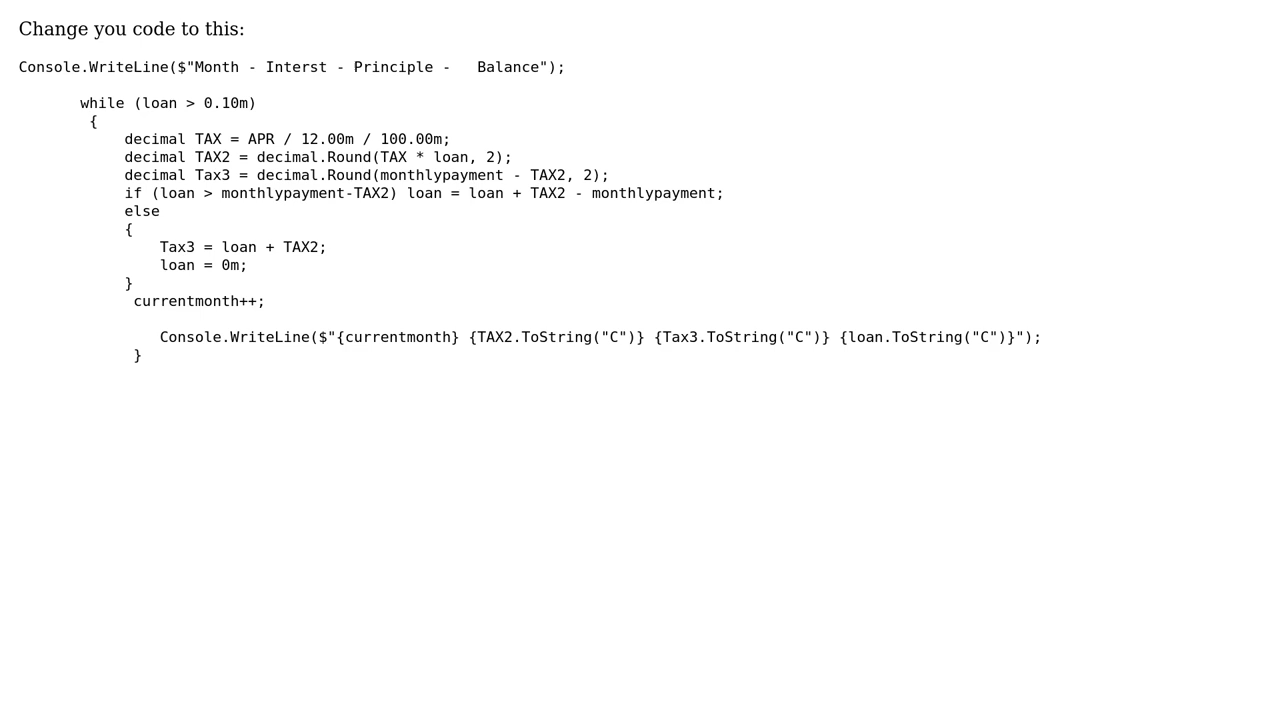 Change you code to this:
Console.WriteLine($"Month - Interst - Principle -   Balance");
while (loan > 0.10m)
{
decimal TAX = APR / 12.00m / 100.00m;
decimal TAX2 = decimal.Round(TAX * loan, 2);
decimal Tax3 = decimal.Round(monthlypayment - TAX2, 2);
if (loan > monthlypayment-TAX2) loan = loan + TAX2 - monthlypayment;
else
{
Tax3 = loan + TAX2;
loan = 0m;
}
currentmonth++;
Console.WriteLine($"{currentmonth} {TAX2.ToString("C")} {Tax3.ToString("C")} {loan.ToString("C")}");
}